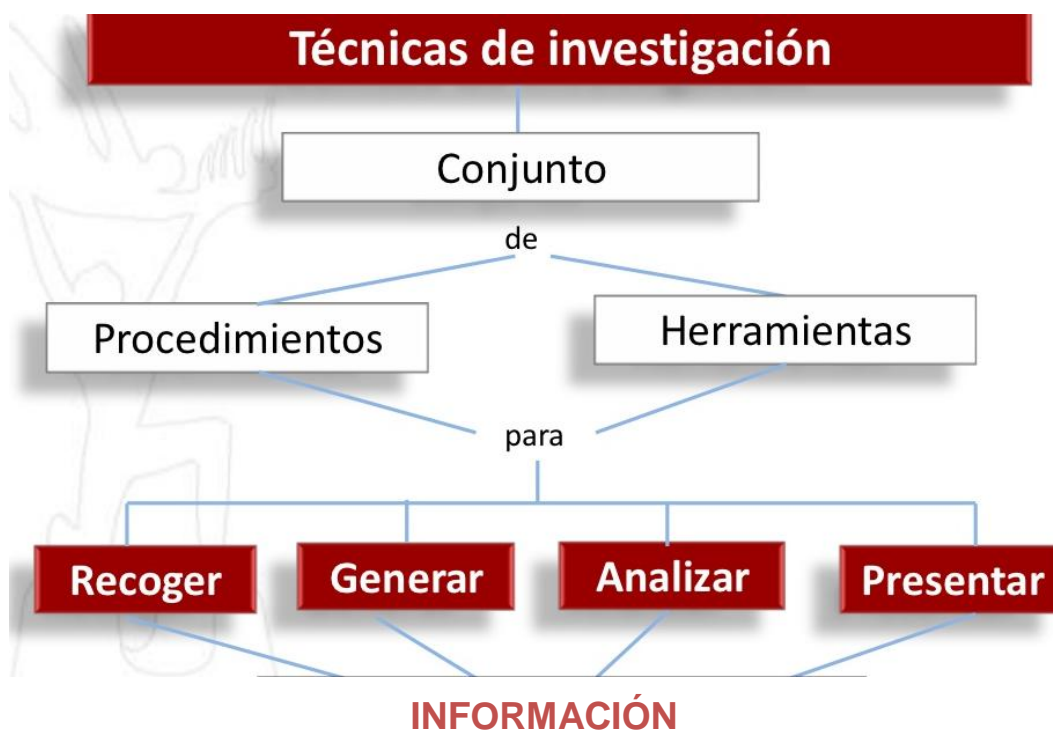 Técnicas de investigación
Conjunto
de
Procedimientos
Herramientas
para
Recoger
Generar
Analizar
Presentar
INFORMACIÓN